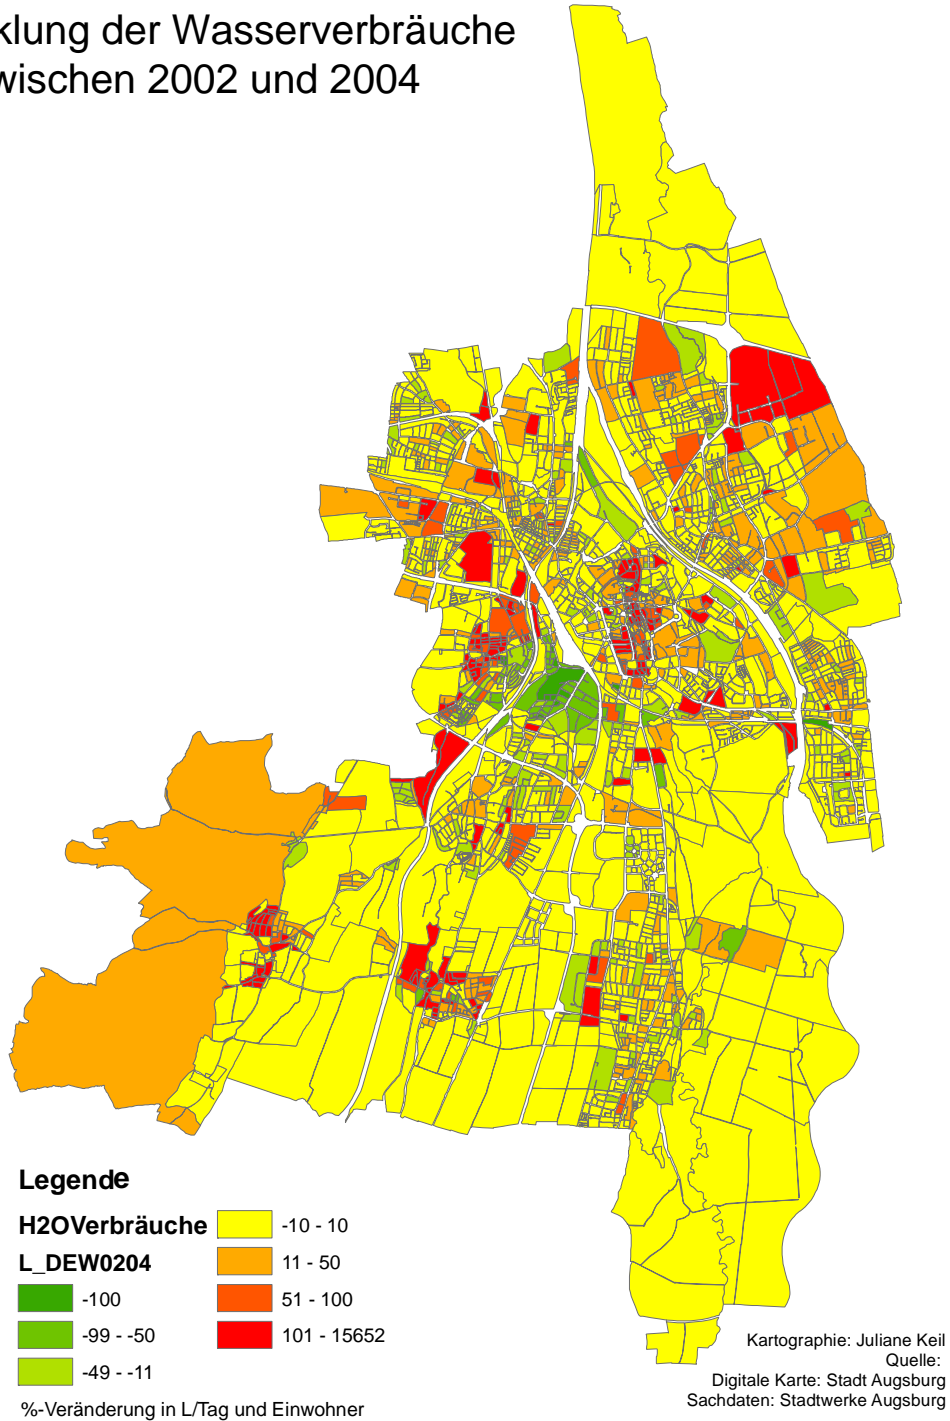 klung der Wasserverbräuche
wischen 2002 und 2004
Legende
H2OVerbräuche
L_DEW0204
-100
-99 - -50
-49 - -11
-10 - 10
11 - 50
51 - 100
101 - 15652
%-Veränderung in L/Tag und Einwohner
Kartographie: Juliane Keil
Quelle:
Digitale Karte: Stadt Augsburg
Sachdaten: Stadtwerke Augsburg